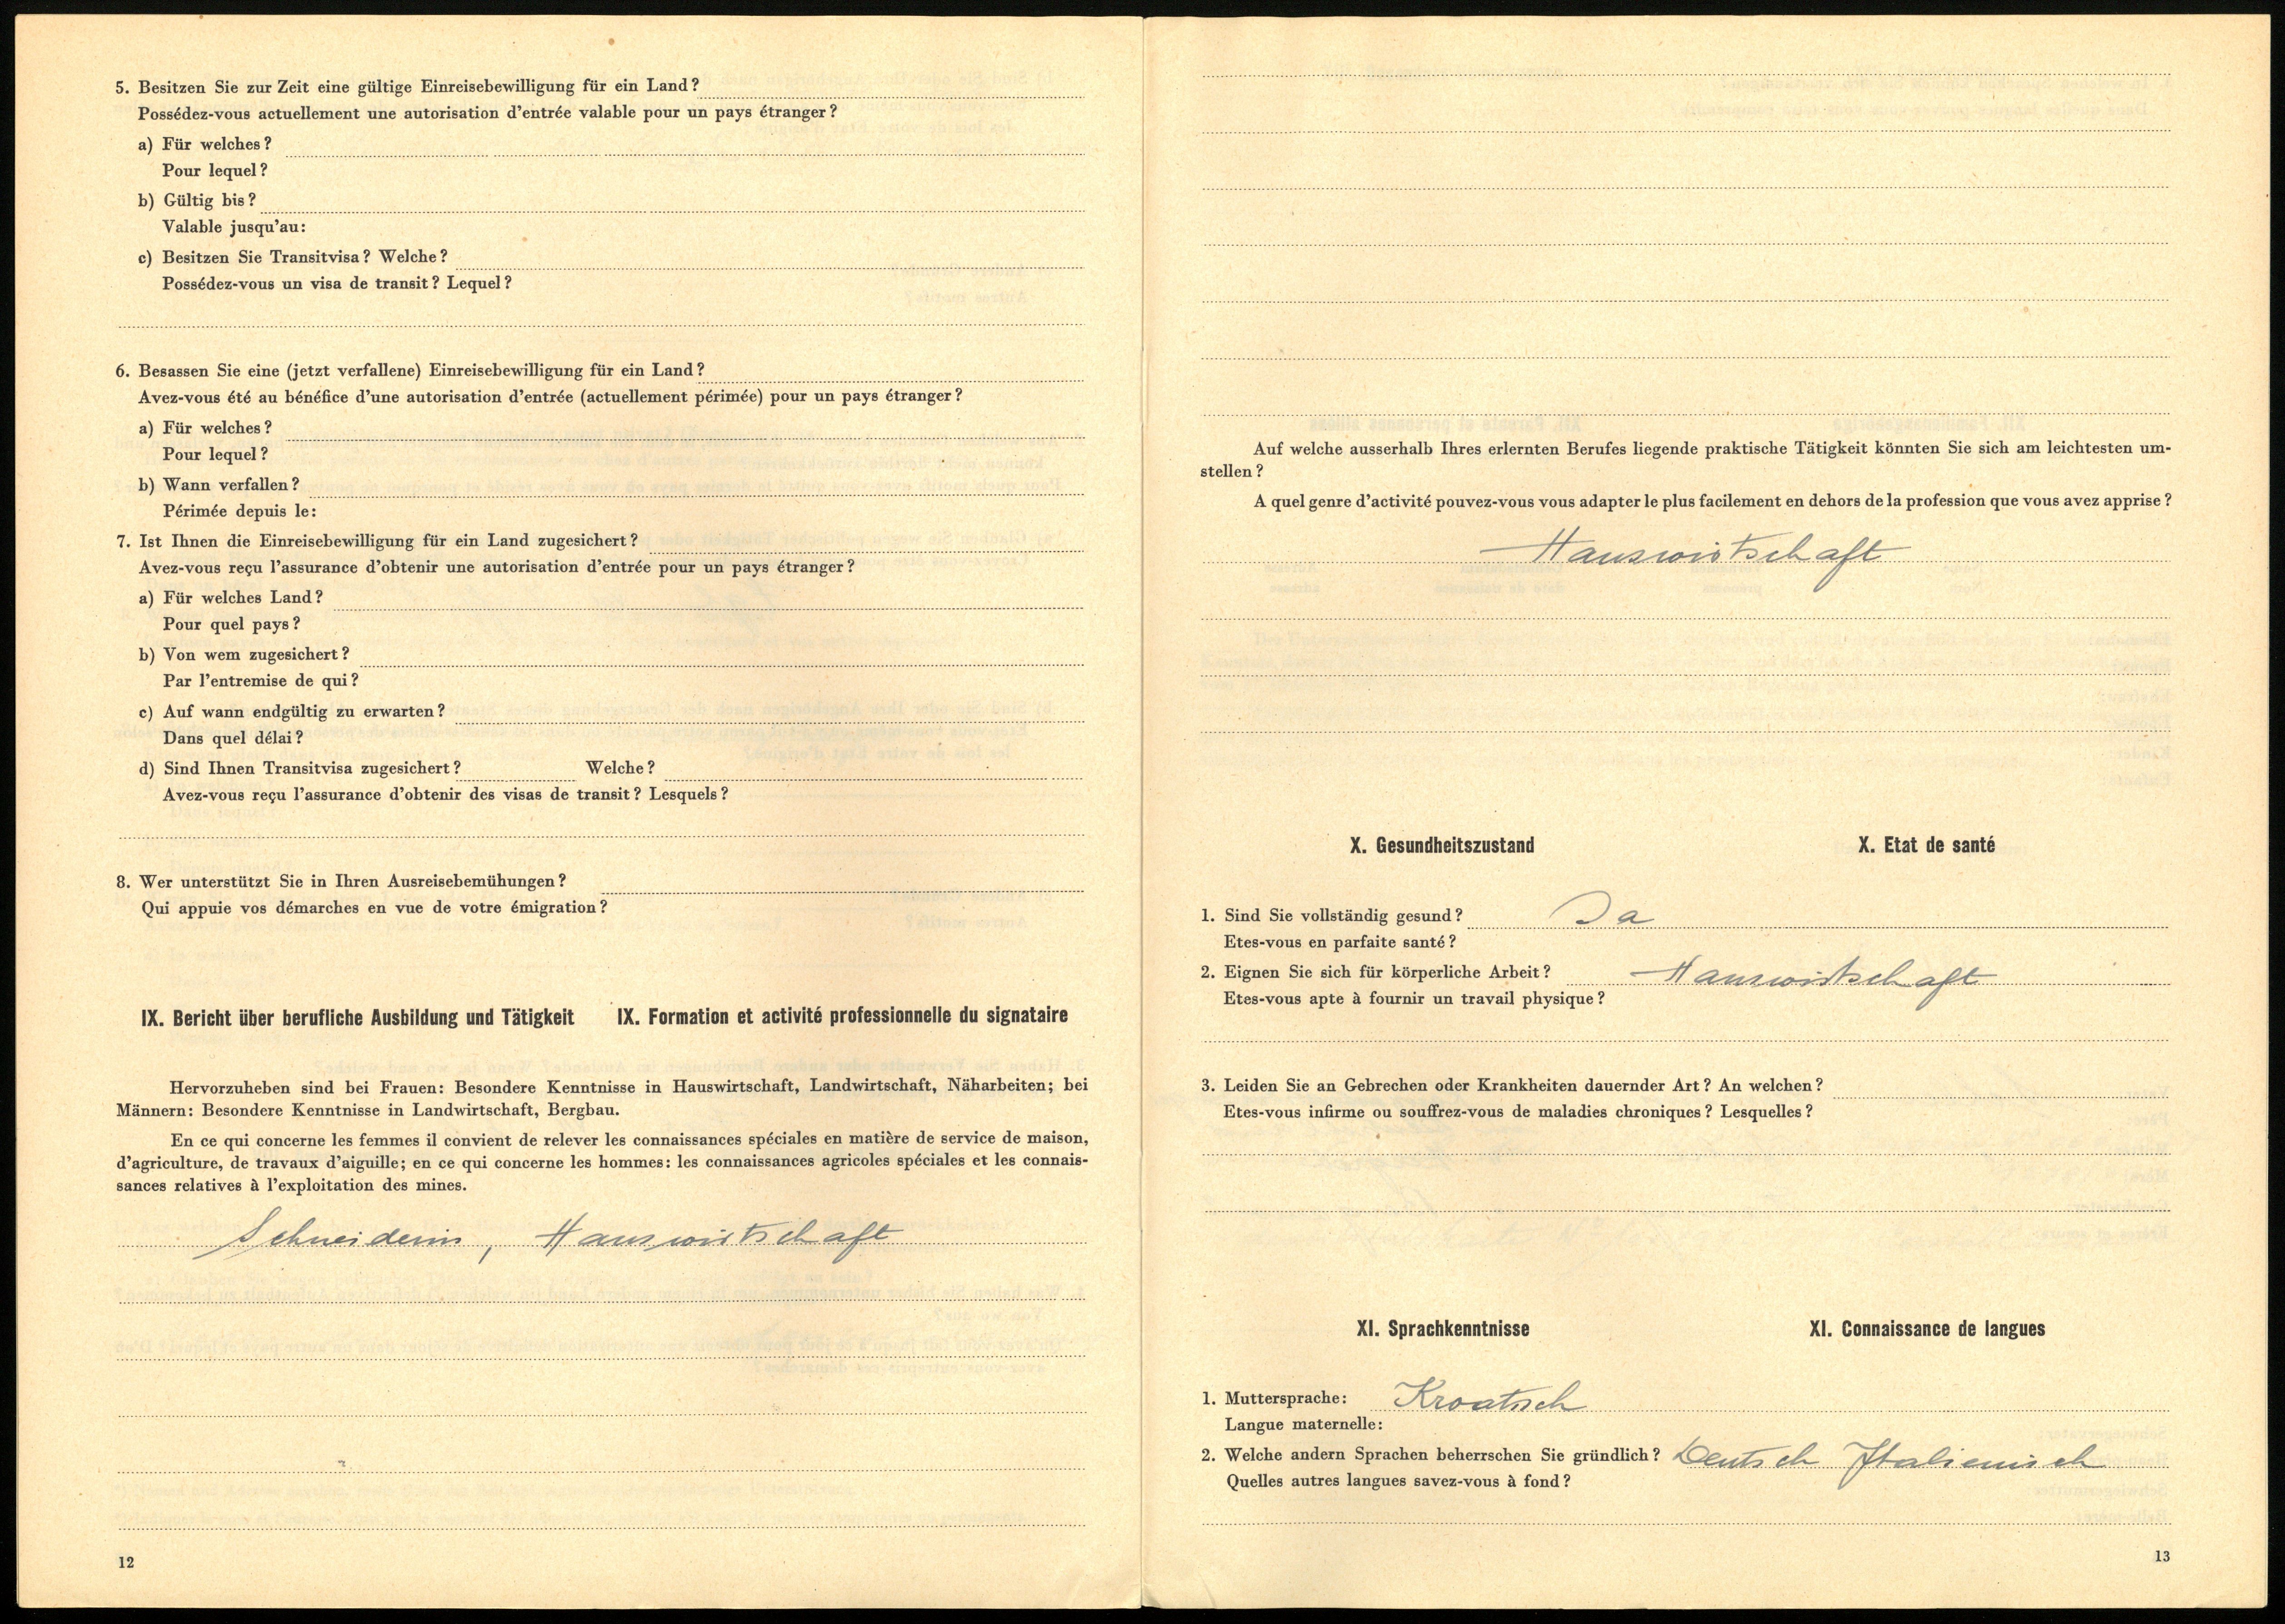 5. Besitzen Sie zur Zeit eine gültige Einreisebewilligung für ein Land?
Possédez-vous actuellement une autorisation d'entrée valable pour un pays étranger?
a) Für welches?
Pour lequel?
b) Gültig bis?
Valable jusqu'au:
c) Besitzen Sie Transitvisa? Welche?
Possédez-vous un visa de transit? Lequel?
6. Besassen Sie eine (jetzt verfallene) Einreisebewilligung für ein Land?
Avez-vous été au bénéfice d'une autorisation d'entrée (actuellement périmée) pour un pays étranger?
a) Für welches?
Pour lequel?
b) Wann verfallen?
Périmée depuis le:
7. Ist Ihnen die Einreisebewilligung für ein Land zugesichert?
Avez-vous reçu l'assurance d'obtenir une autorisation d'entrée pour un pays étranger?
a) Für welches Land?
Pour quel pays?
b) Von wem zugesichert?
Par l'entremise de qui?
c) Auf wann endgültig zu erwarten?
Dans quel délai?
d) Sind Ihnen Transitvisa zugesichert? Welche?
Avez-vous reçu l'assurance d'obtenir des visas de transit? Lesquels?
8. Wer unterstützt Sie in Ihren Ausreisebemühungen?
Qui appuie vos démarches en vue de votre émigration?
IX. Bericht über berufliche Ausbildung und Tätigkeit IX. Formation et activité professionnelle du signataire
Hervorzuheben sind bei Frauen: Besondere Kenntnisse in Hauswirtschaft, Landwirtschaft, Näharbeiten; bei
Männern: Besondere Kenntnisse in Landwirtschaft, Bergbau.
En ce qui concerne les femmes il convient de relever les connaissances spéciales en matière de service de maison,
d'agriculture, de travaux d'aiguille; en ce qui concerne les hommes: les connaissances agricoles spéciales et les connais-
sances relatives à l'exploitation des mines.
Schneiderin, Hauswirtschaft
12
Auf welche ausserhalb Ihres erlernten Berufes liegende praktische Tätigkeit könnten Sie sich am leichtesten um-
stellen?
A quel genre d'activité pouvez-vous vous adapter le plus facilement en dehors de la profession que vous avez apprise?
Hauswirtschaft
X. Gesundheitszustand X. Etat de santé
1. Sind Sie vollständig gesund? Ja
Etes-vous en parfaite santé?
2. Eignen Sie sich für körperliche Arbeit? Hauswirtschaft
Etes-vous apte à fournir un travail physique?
3. Leiden Sie an Gebrechen oder Krankheiten dauernder Art? An welchen?
Etes-vous infirme ou souffrez-vous de maladies chroniques? Lesquelles?
XI. Sprachkenntnisse XI. Connaissance de langues
1. Muttersprache: Kroatisch
Langue maternelle:
2. Welche andern Sprachen beherrschen Sie gründlich? Deutsch Italienisch
Quelles autres langues savez-vous à fond?
13